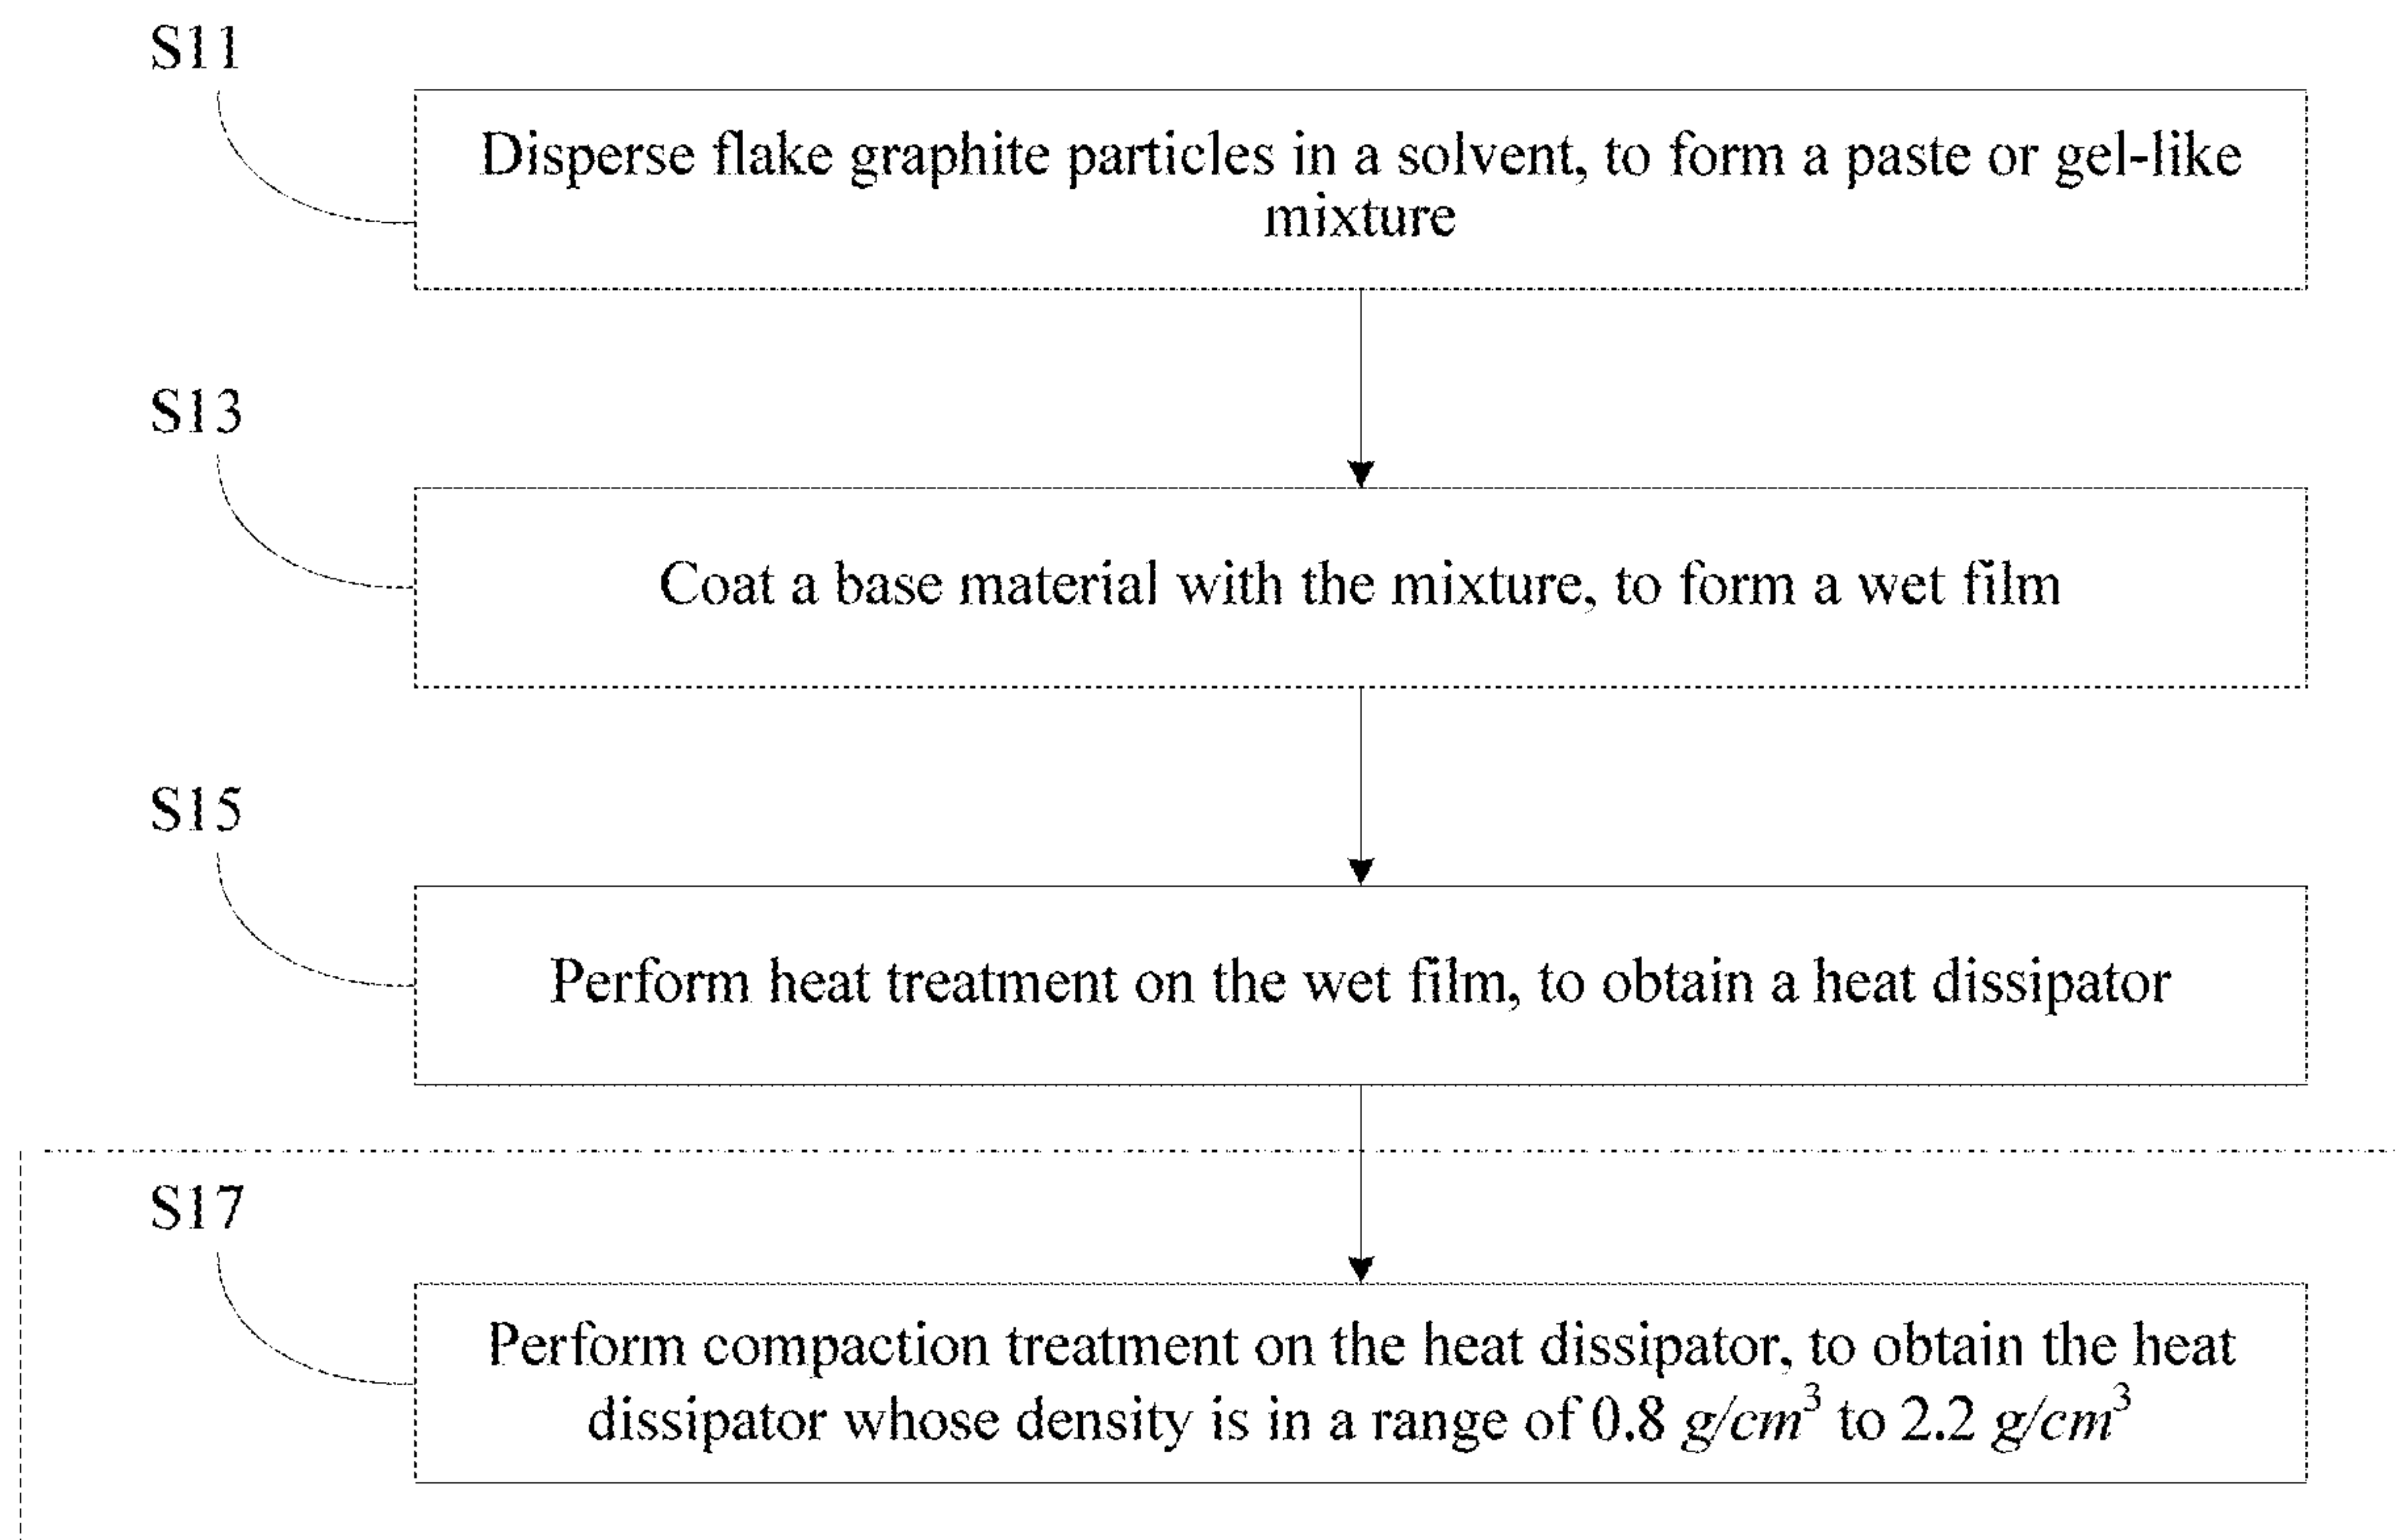 S11
Disperse flake graphite particles in a solvent, to form a paste or gel-like
mixture
S13
Coat a base material with the mixture, to form a wet film
S15
Perform heat treatment on the wet film, to obtain a heat dissipator
S17
Perform compaction treatment on the heat dissipator, to obtain the heat
dissipator whose density is in a range of 0.8 g/cm³ to 2.2 g/cm³